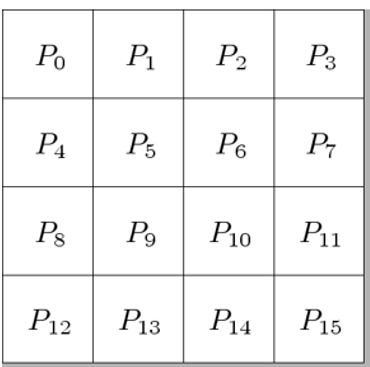 P₀ P₁ P₂ P₃
P₄ P₅ P₆ P₇
P₈ P₉ P₁₀ P₁₁
P₁₂ P₁₃ P₁₄ P₁₅